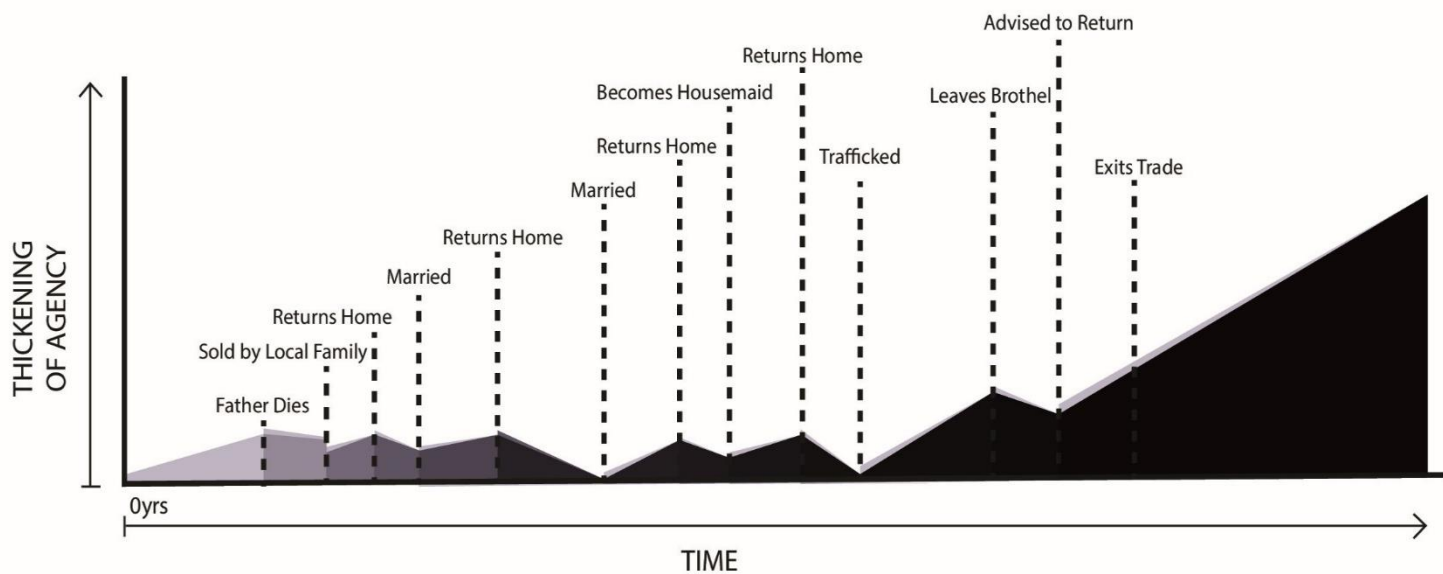 THICKENING
OF AGENCY
Father Dies
Sold by Local Family
Returns Home
Married
Returns Home
Married
Returns Home
Becomes Housemaid
Returns Home
Trafficked
Leaves Brothel
Advised to Return
Exits Trade
0yrs
TIME